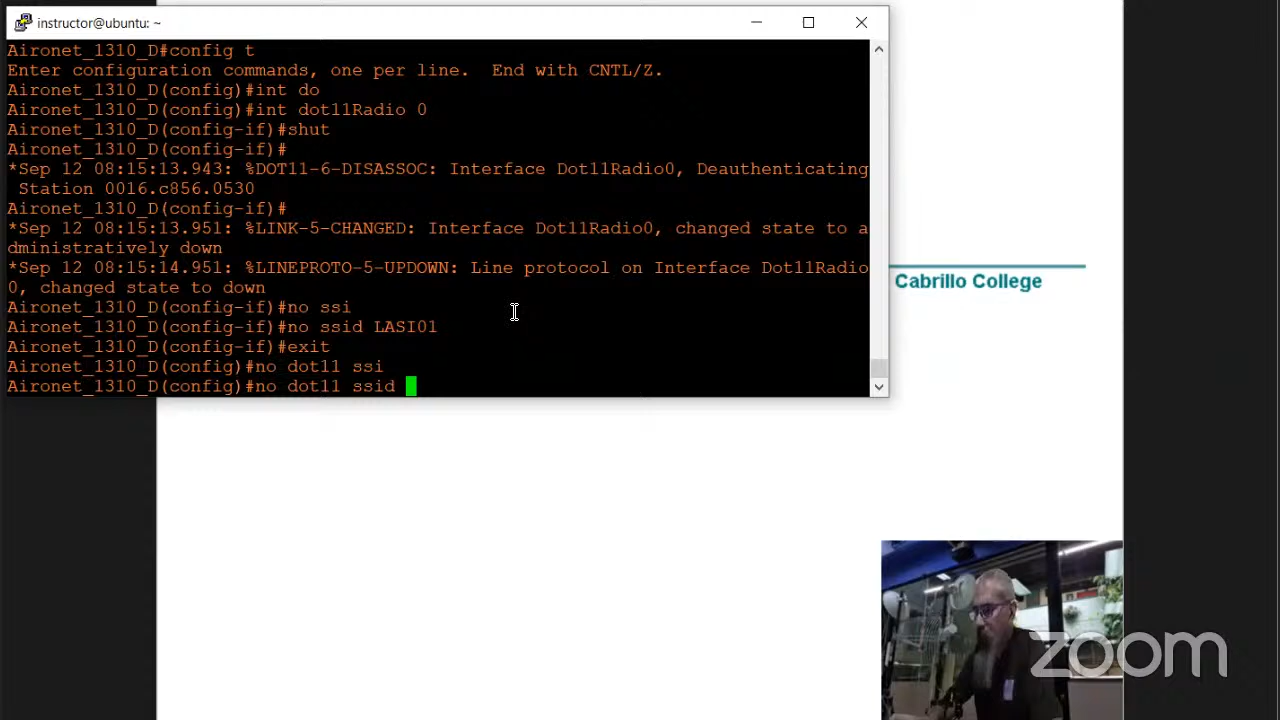 instructor@ubuntu: ~
Aironet_1310_D#config t
Enter configuration commands, one per line.  End with CNTL/Z.
Aironet_1310_D(config)#int do
Aironet_1310_D(config)#int dot11Radio 0
Aironet_1310_D(config-if)#shut
Aironet_1310_D(config-if)#
*Sep 12 08:15:13.943: %DOT11-6-DISASSOC: Interface Dot11Radio0, Deauthenticating
 Station 0016.c856.0530
Aironet_1310_D(config-if)#
*Sep 12 08:15:13.951: %LINK-5-CHANGED: Interface Dot11Radio0, changed state to a
dministratively down
*Sep 12 08:15:14.951: %LINEPROTO-5-UPDOWN: Line protocol on Interface Dot11Radio
0, changed state to down
Aironet_1310_D(config-if)#no ssi
Aironet_1310_D(config-if)#no ssid LASI01
Aironet_1310_D(config-if)#exit
Aironet_1310_D(config)#no dot11 ssi
Aironet_1310_D(config)#no dot11 ssid
Cabrillo College
zoom